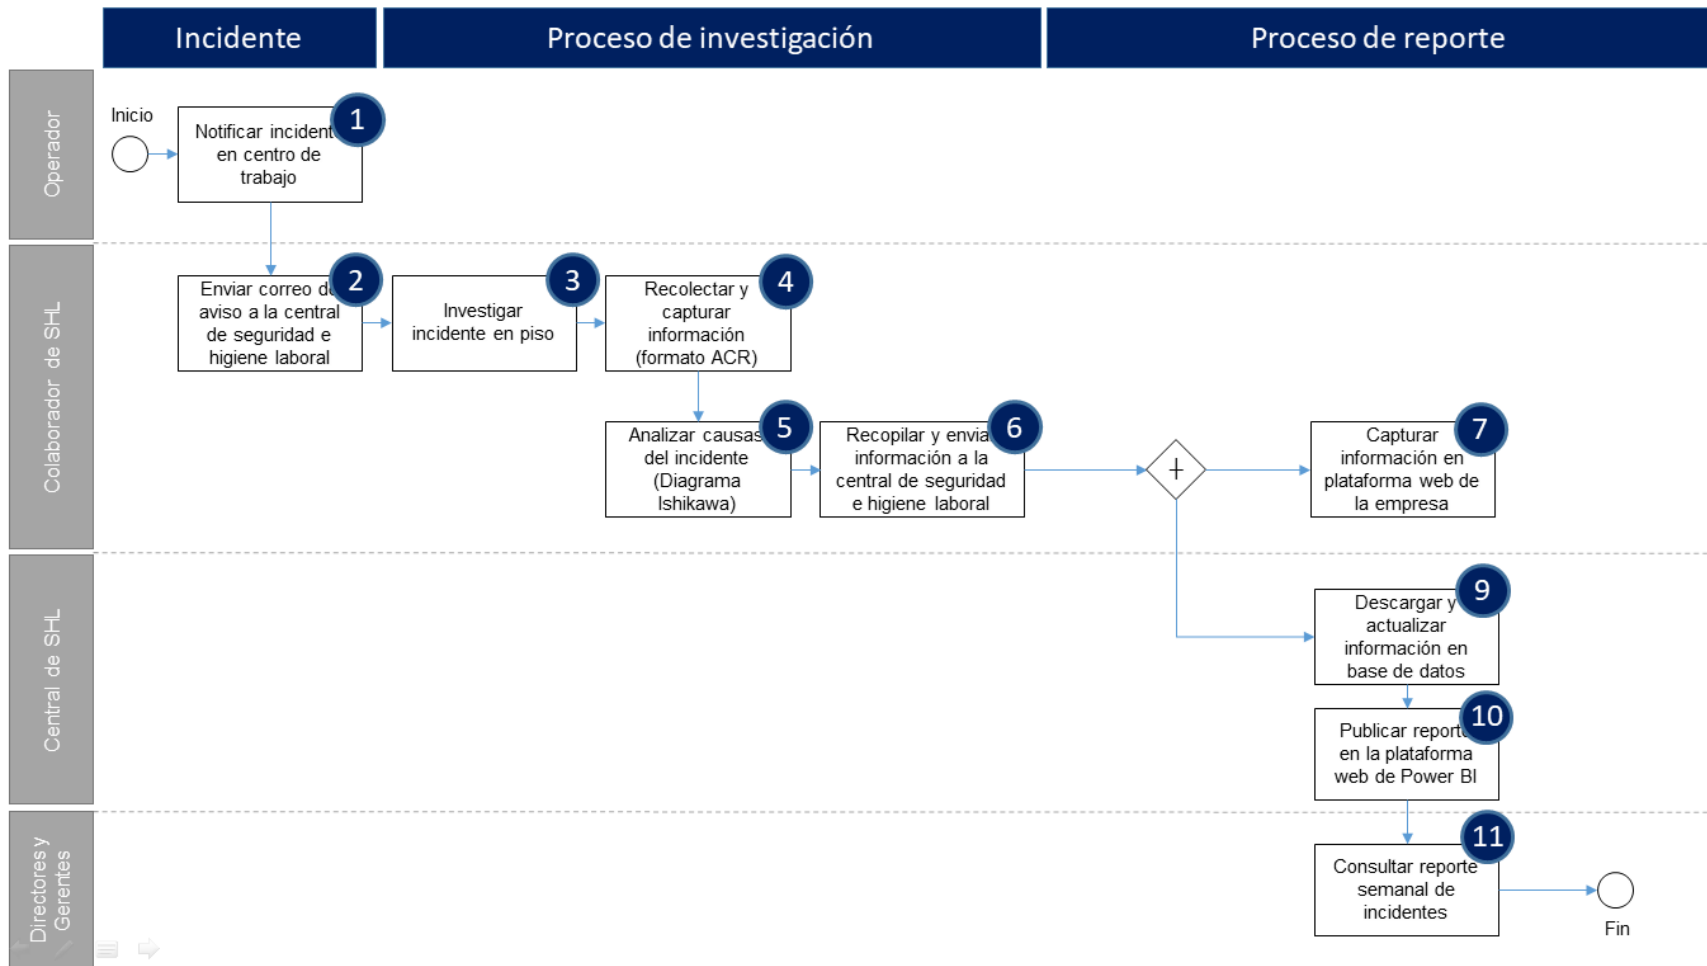 Incidente
Proceso de investigación
Proceso de reporte
Operador
Inicio
1
Notificar incidente
en centro de
trabajo
Colaborador de SHL
2
Enviar correo de
aviso a la central
de seguridad e
higiene laboral
3
Investigar
incidente en piso
4
Recolectar y
capturar
información
(formato ACR)
5
Analizar causas
del incidente
(Diagrama
Ishikawa)
6
Recopilar y enviar
información a la
central de seguridad
e higiene laboral
7
Capturar
información en
plataforma web de
la empresa
Central de SHL
9
Descargar y
actualizar
información en
base de datos
10
Publicar reporte
en la plataforma
web de Power BI
Directores y
Gerentes
11
Consultar reporte
semanal de
incidentes
Fin